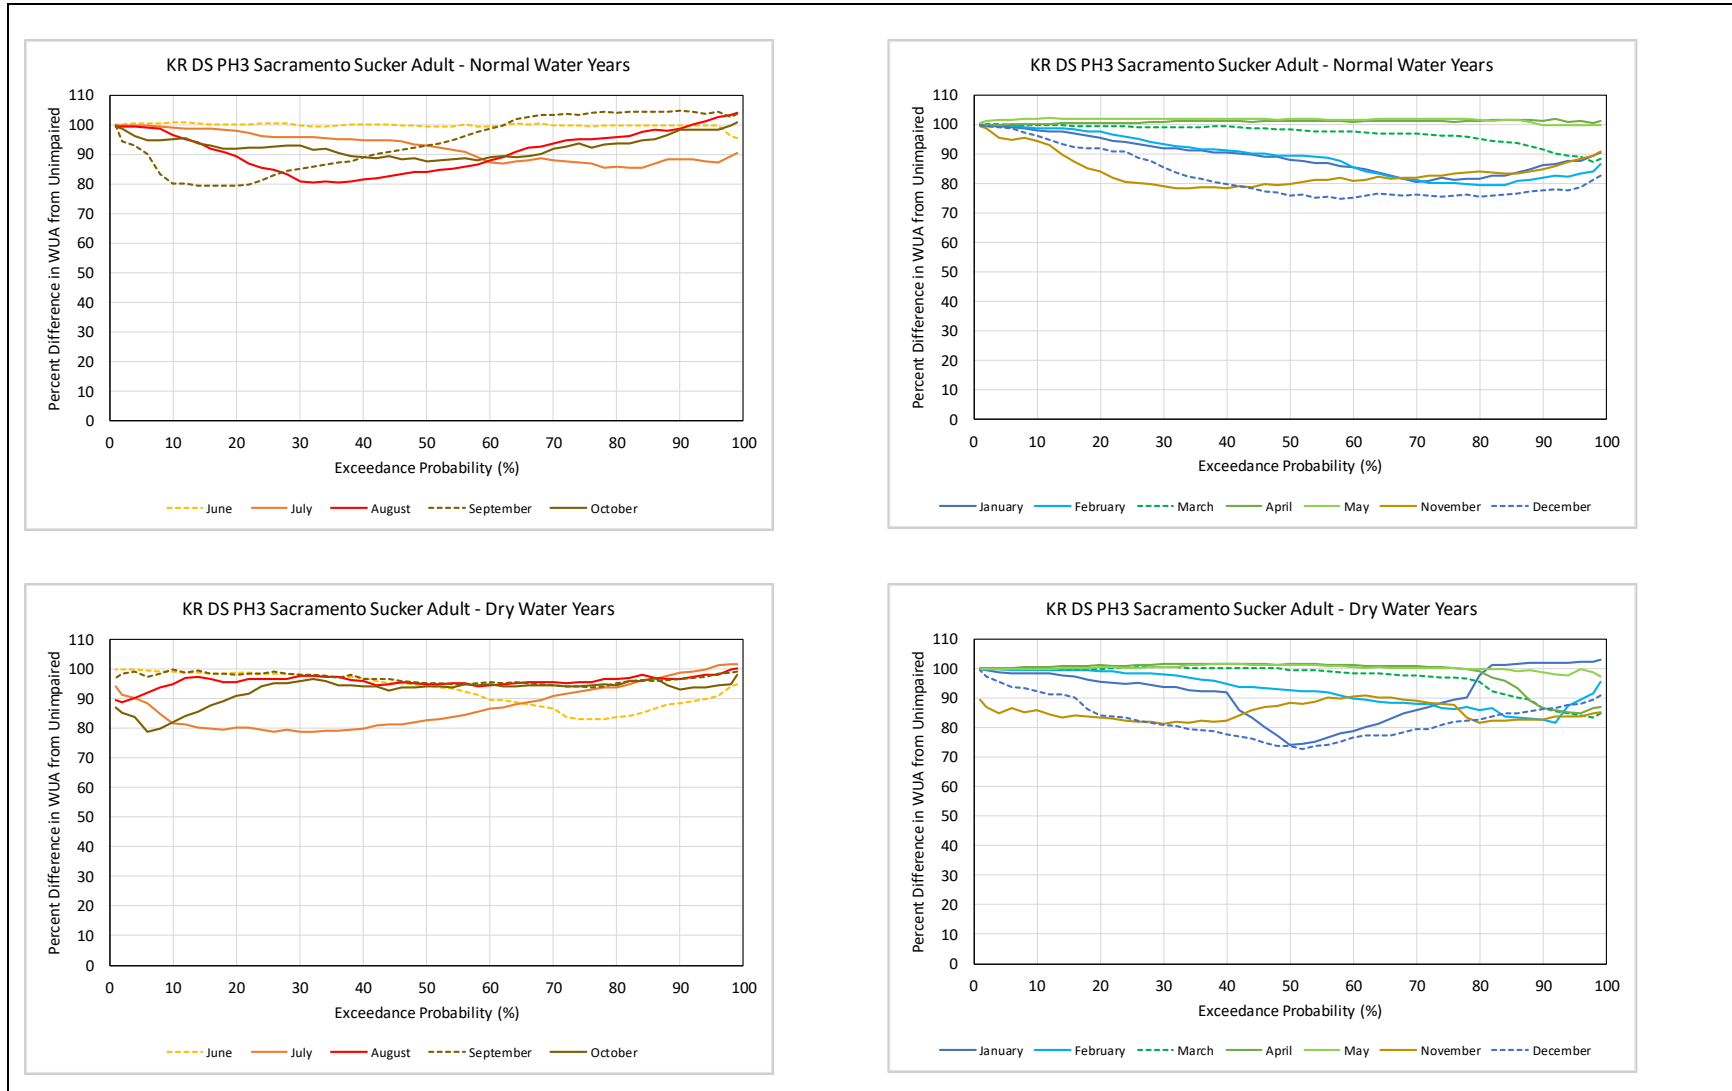 KR DS PH3 Sacramento Sucker Adult - Normal Water Years
Percent Difference in WUA from Unimpaired
110
100
90
80
70
60
50
40
30
20
10
0
0 10 20 30 40 50 60 70 80 90 100
Exceedance Probability (%)
June July August September October
KR DS PH3 Sacramento Sucker Adult - Normal Water Years
Percent Difference in WUA from Unimpaired
110
100
90
80
70
60
50
40
30
20
10
0
0 10 20 30 40 50 60 70 80 90 100
Exceedance Probability (%)
January February March April May November December
KR DS PH3 Sacramento Sucker Adult - Dry Water Years
Percent Difference in WUA from Unimpaired
110
100
90
80
70
60
50
40
30
20
10
0
0 10 20 30 40 50 60 70 80 90 100
Exceedance Probability (%)
June July August September October
KR DS PH3 Sacramento Sucker Adult - Dry Water Years
Percent Difference in WUA from Unimpaired
110
100
90
80
70
60
50
40
30
20
10
0
0 10 20 30 40 50 60 70 80 90 100
Exceedance Probability (%)
January February March April May November December